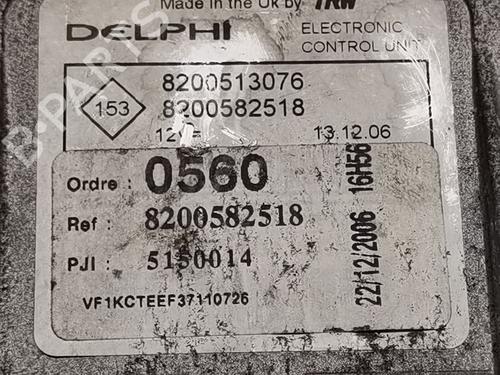 Made in the UK by TRW
DELPHI
ELECTRONIC
CONTROL UNIT
153
8200513076
8200582518
12V
13.12.06
Ordre : 0560
Ref : 8200582518
PJI : 5150014
VF1KCTEEF37110726
22/12/2006 16H56
B-PARTS